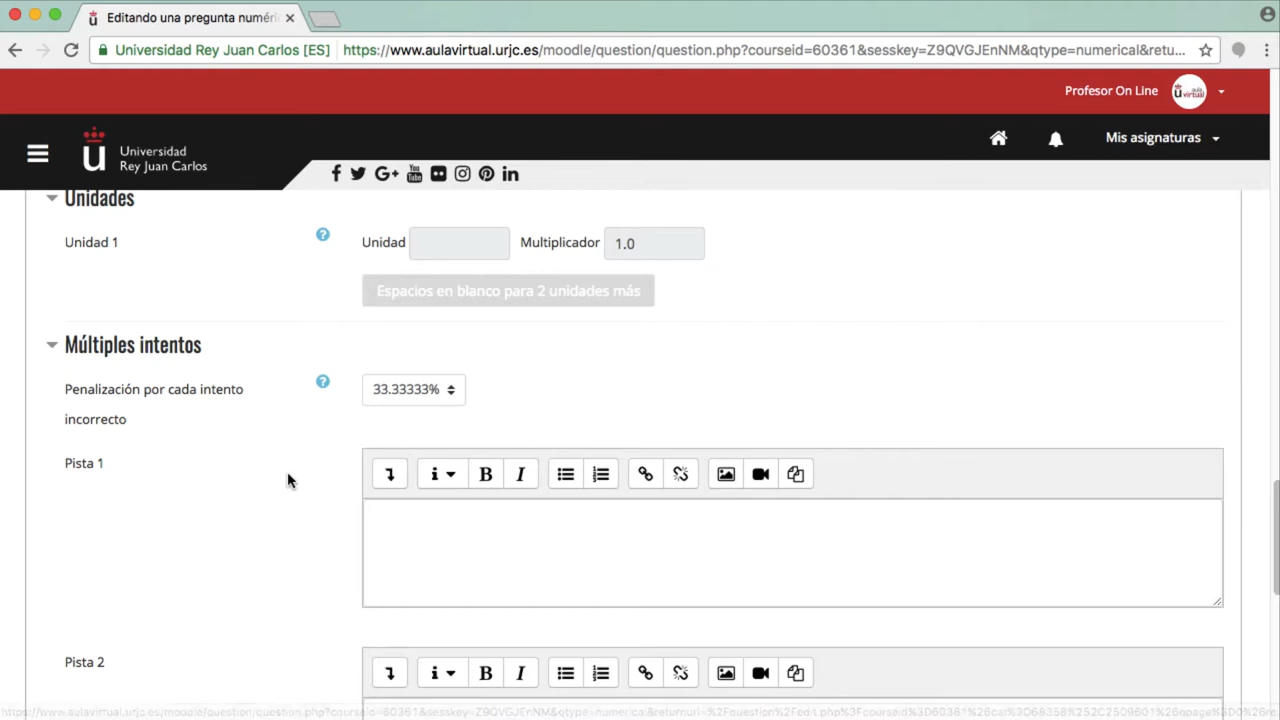 Editando una pregunta numéri
Universidad Rey Juan Carlos [ES] https://www.aulavirtual.urjc.es/moodle/question/question.php?courseid=60361&sesskey=Z9QVGJEnNM&qtype=numerical&retu...
Profesor On Line
Universidad
Rey Juan Carlos
Mis asignaturas
Unidades
Unidad 1
Unidad
Multiplicador 1.0
Espacios en blanco para 2 unidades más
Múltiples intentos
Penalización por cada intento
incorrecto
33.33333%
Pista 1
Pista 2